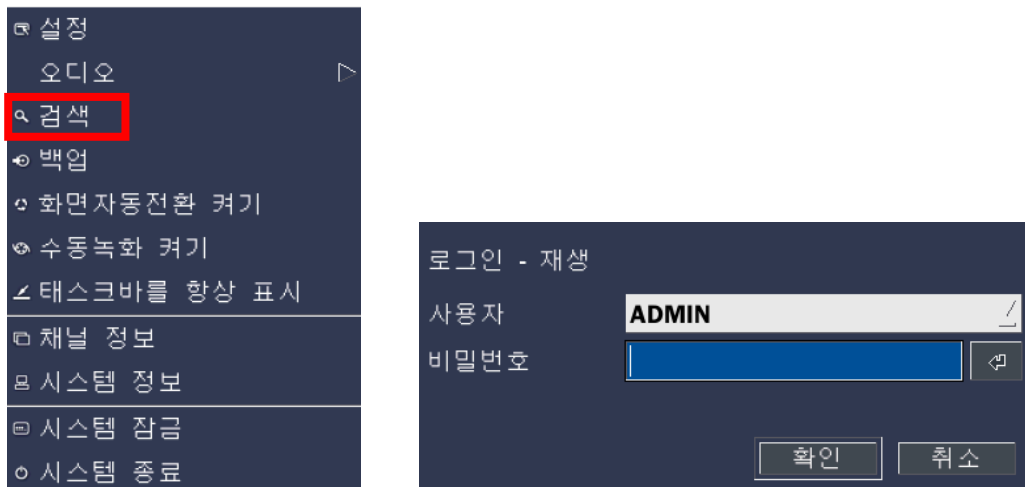 설정
오디오
검색
백업
화면자동전환 켜기
수동녹화 켜기
태스크바를 항상 표시
채널 정보
시스템 정보
시스템 잠금
시스템 종료
로그인 - 재생
사용자 ADMIN
비밀번호
확인 취소